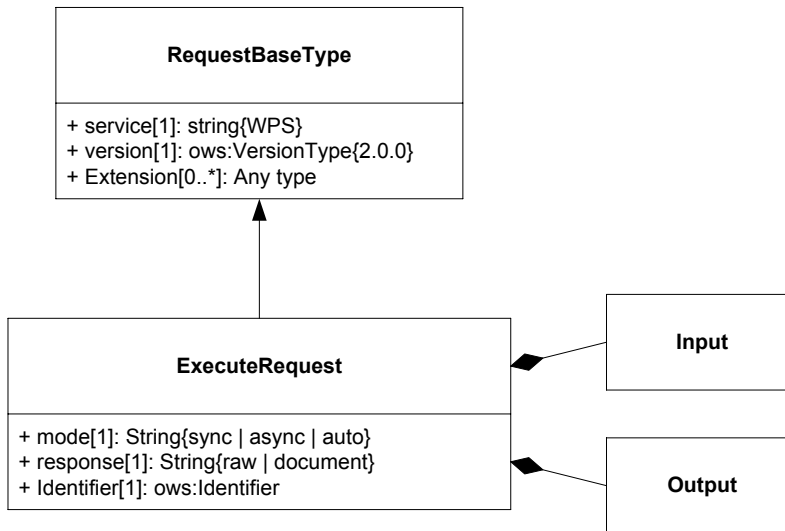 RequestBaseType
+ service[1]: string{WPS}
+ version[1]: ows:VersionType{2.0.0}
+ Extension[0..*]: Any type
ExecuteRequest
+ mode[1]: String{sync | async | auto}
+ response[1]: String{raw | document}
+ Identifier[1]: ows:Identifier
Input
Output